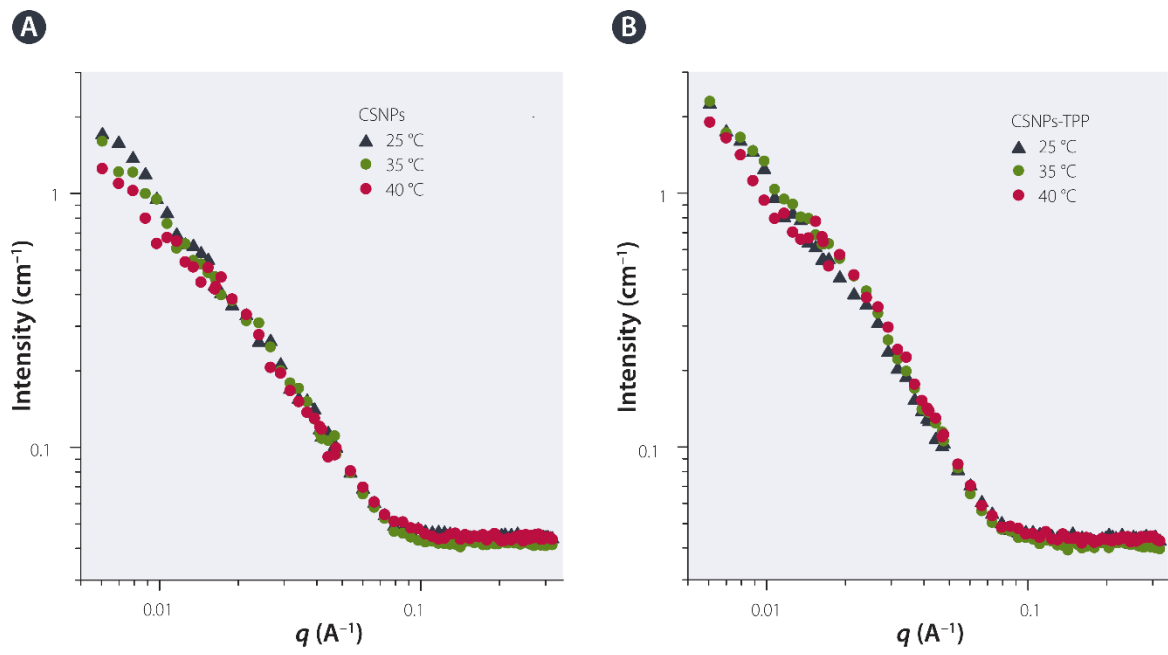 A
CSNPs
25 °C
35 °C
40 °C
1
0.1
Intensity (cm⁻¹)
0.01
0.1
q (A⁻¹)
B
CSNPs-TPP
25 °C
35 °C
40 °C
1
0.1
Intensity (cm⁻¹)
0.01
0.1
q (A⁻¹)